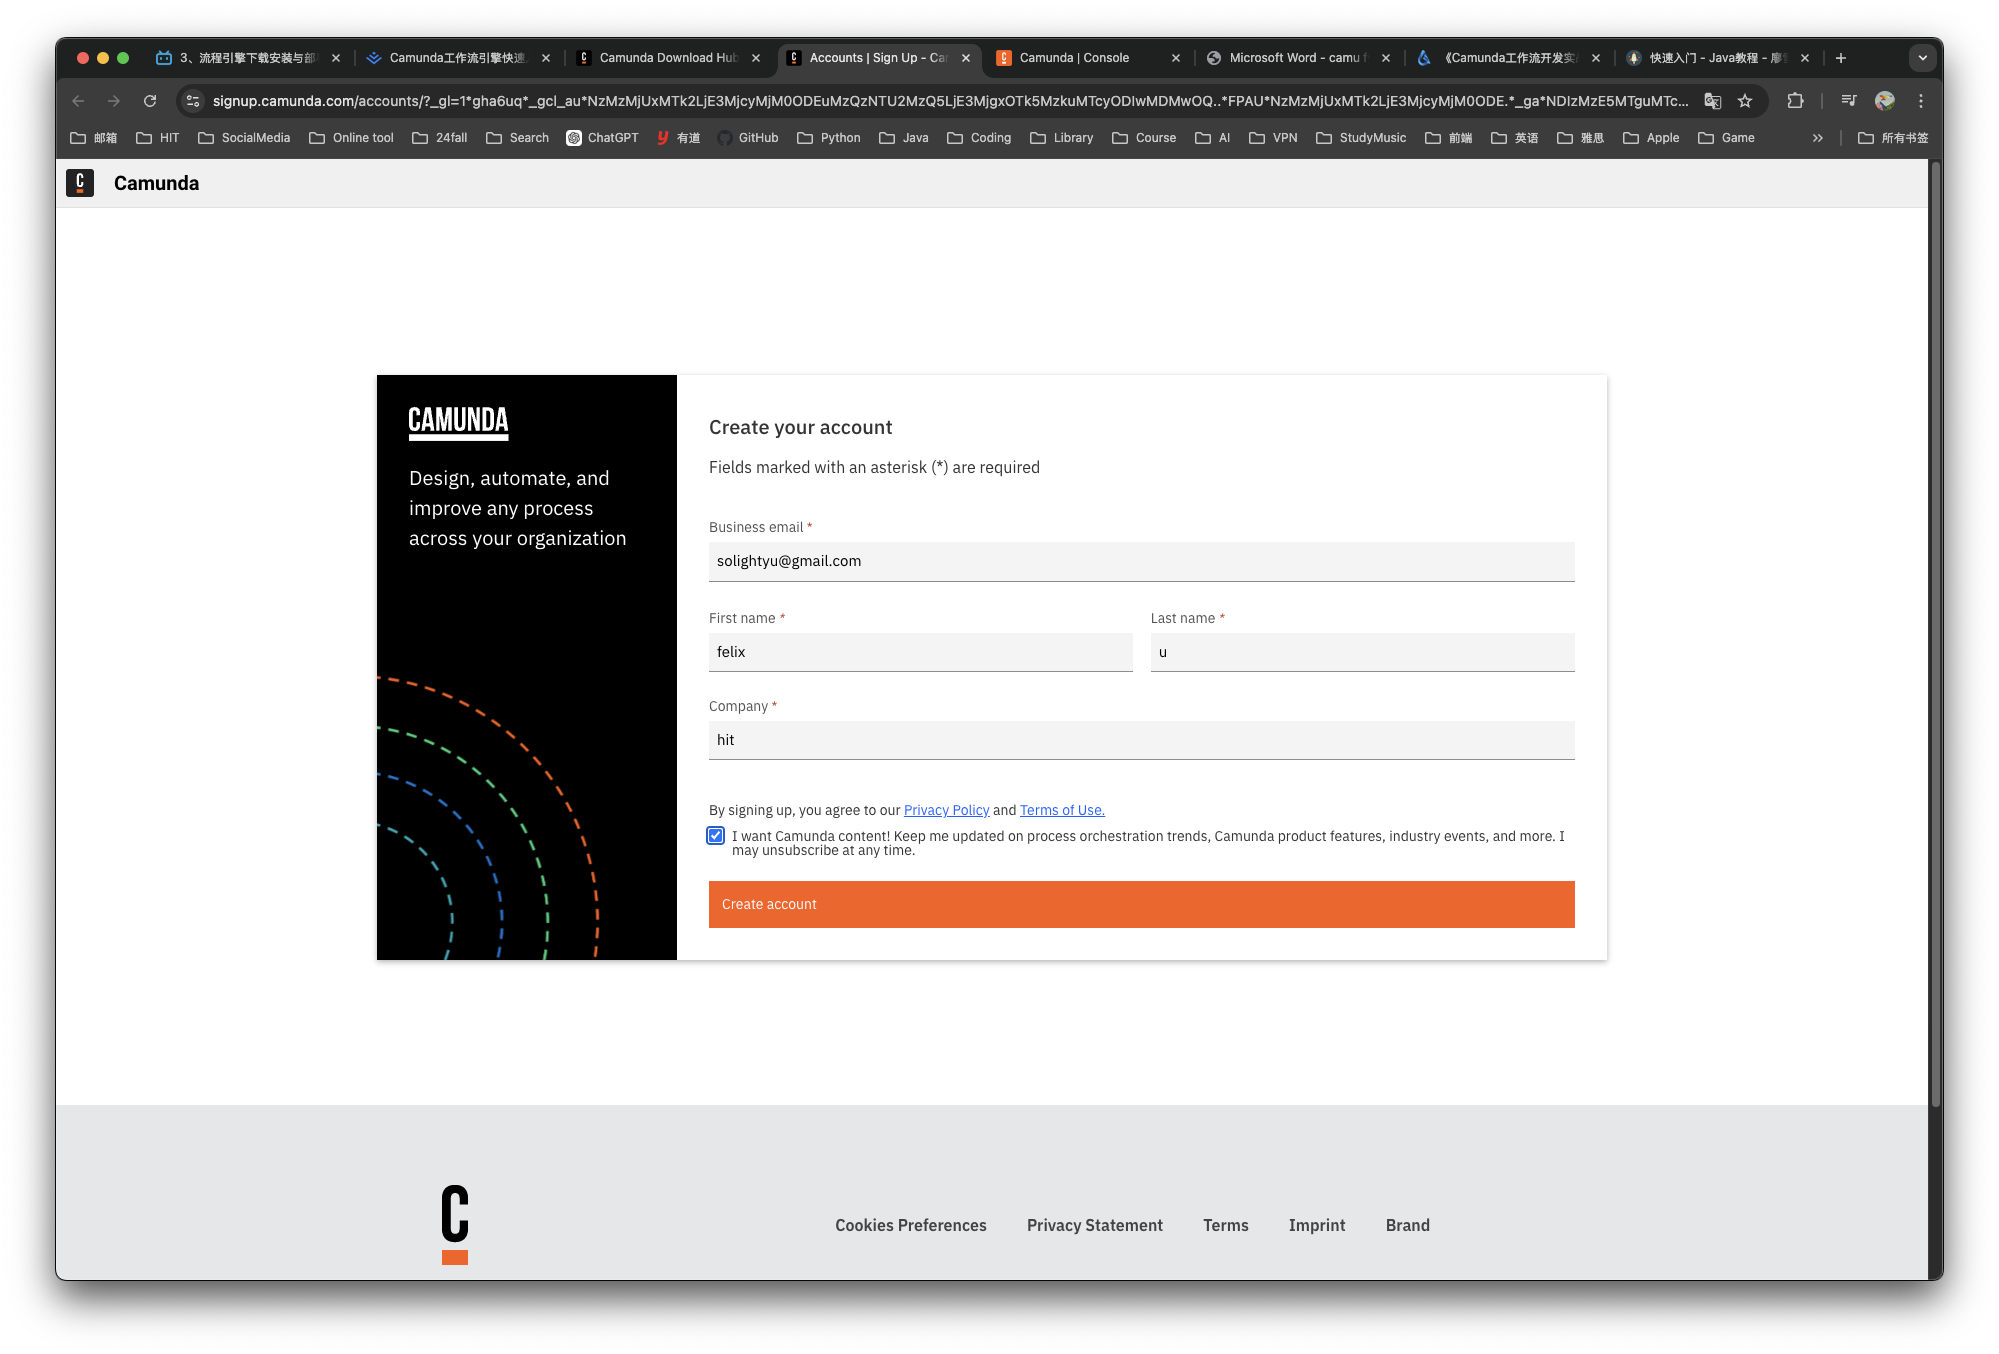 3、流程引擎下载安装与部
Camunda工作流引擎快速
Camunda Download Hub
Accounts | Sign Up - Car
Camunda | Console
Microsoft Word - camu f
《Camunda工作流开发实
快速入门 - Java教程 - 廖
signup.camunda.com/accounts/?_gl=1*gha6uq*_gcl_au*NzMzMjUxMTk2LjE3MjcyMjM0ODEuMzQzNTU2MzQ5LjE3MjgxOTk5MzkuMTcyODIwMDMwOQ..*FPAU*NzMzMjUxMTk2LjE3MjcyMjM0ODE.*_ga*NDIzMzE5MTguMTc...
邮箱
HIT
SocialMedia
Online tool
24fall
Search
ChatGPT
有道
GitHub
Python
Java
Coding
Library
Course
AI
VPN
StudyMusic
前端
英语
雅思
Apple
Game
所有书签
Camunda
CAMUNDA
Design, automate, and
improve any process
across your organization
Create your account
Fields marked with an asterisk (*) are required
Business email *
solightyu@gmail.com
First name *
Last name *
felix
u
Company *
hit
By signing up, you agree to our Privacy Policy and Terms of Use.
I want Camunda content! Keep me updated on process orchestration trends, Camunda product features, industry events, and more. I
may unsubscribe at any time.
Create account
Cookies Preferences
Privacy Statement
Terms
Imprint
Brand